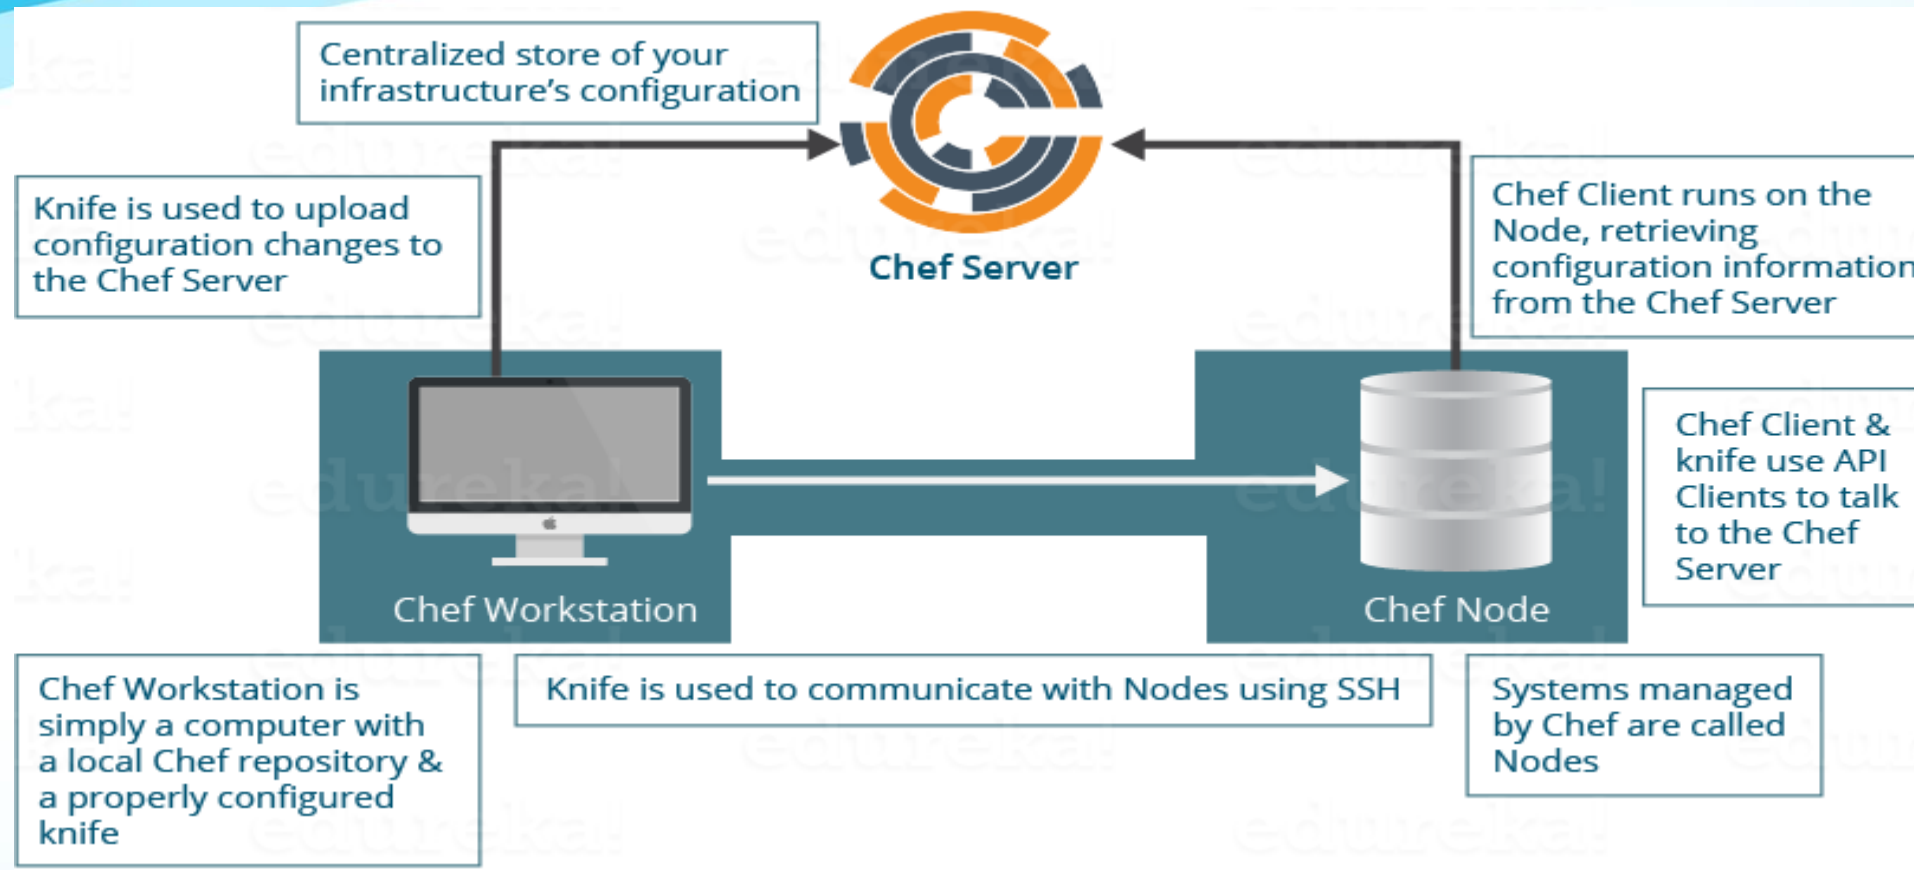 Centralized store of your
infrastructure's configuration
Knife is used to upload
configuration changes to
the Chef Server
Chef Server
Chef Client runs on the
Node, retrieving
configuration information
from the Chef Server
Chef Client &
knife use API
Clients to talk
to the Chef
Server
Chef Workstation
Chef Node
Chef Workstation is
simply a computer with
a local Chef repository &
a properly configured
knife
Knife is used to communicate with Nodes using SSH
Systems managed
by Chef are called
Nodes
edureka!